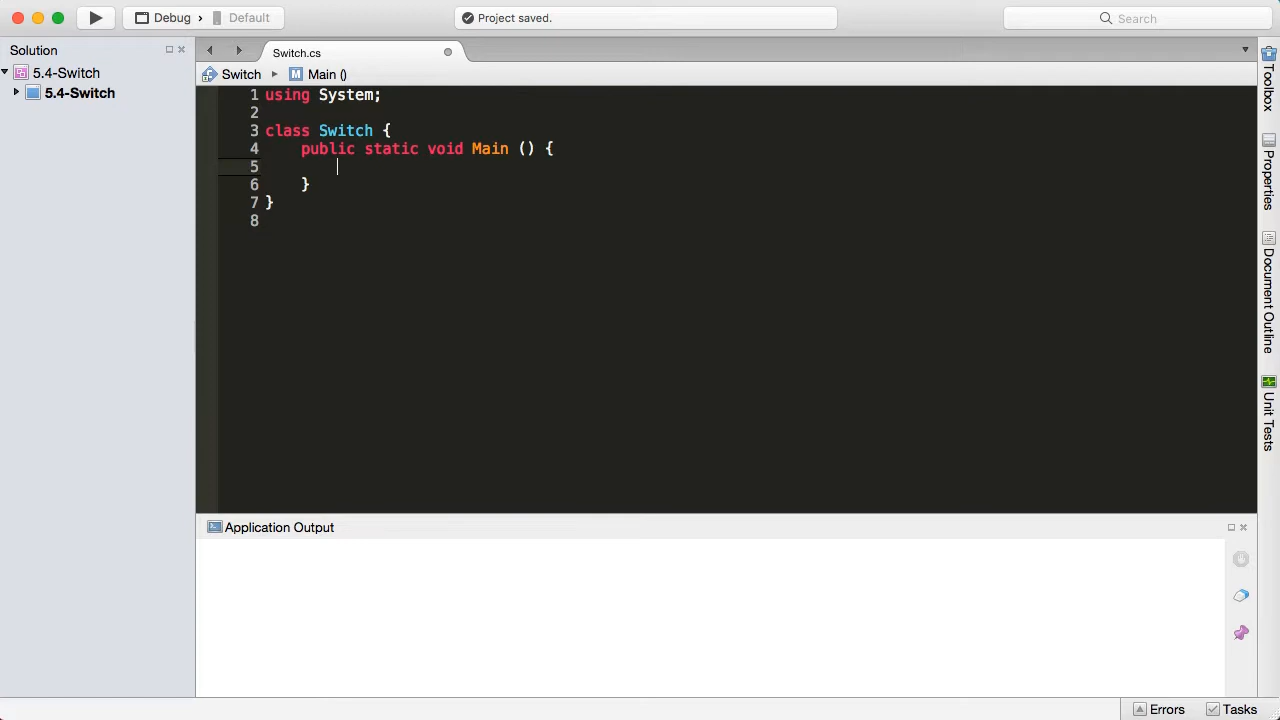 Debug
Default
Project saved.
Search
Solution
5.4-Switch
5.4-Switch
Switch.cs
Switch
M Main ()
1 using System;
2
3 class Switch {
4 public static void Main () {
5
6 }
7 }
8
Application Output
Toolbox
Properties
Document Outline
Unit Tests
Errors
Tasks